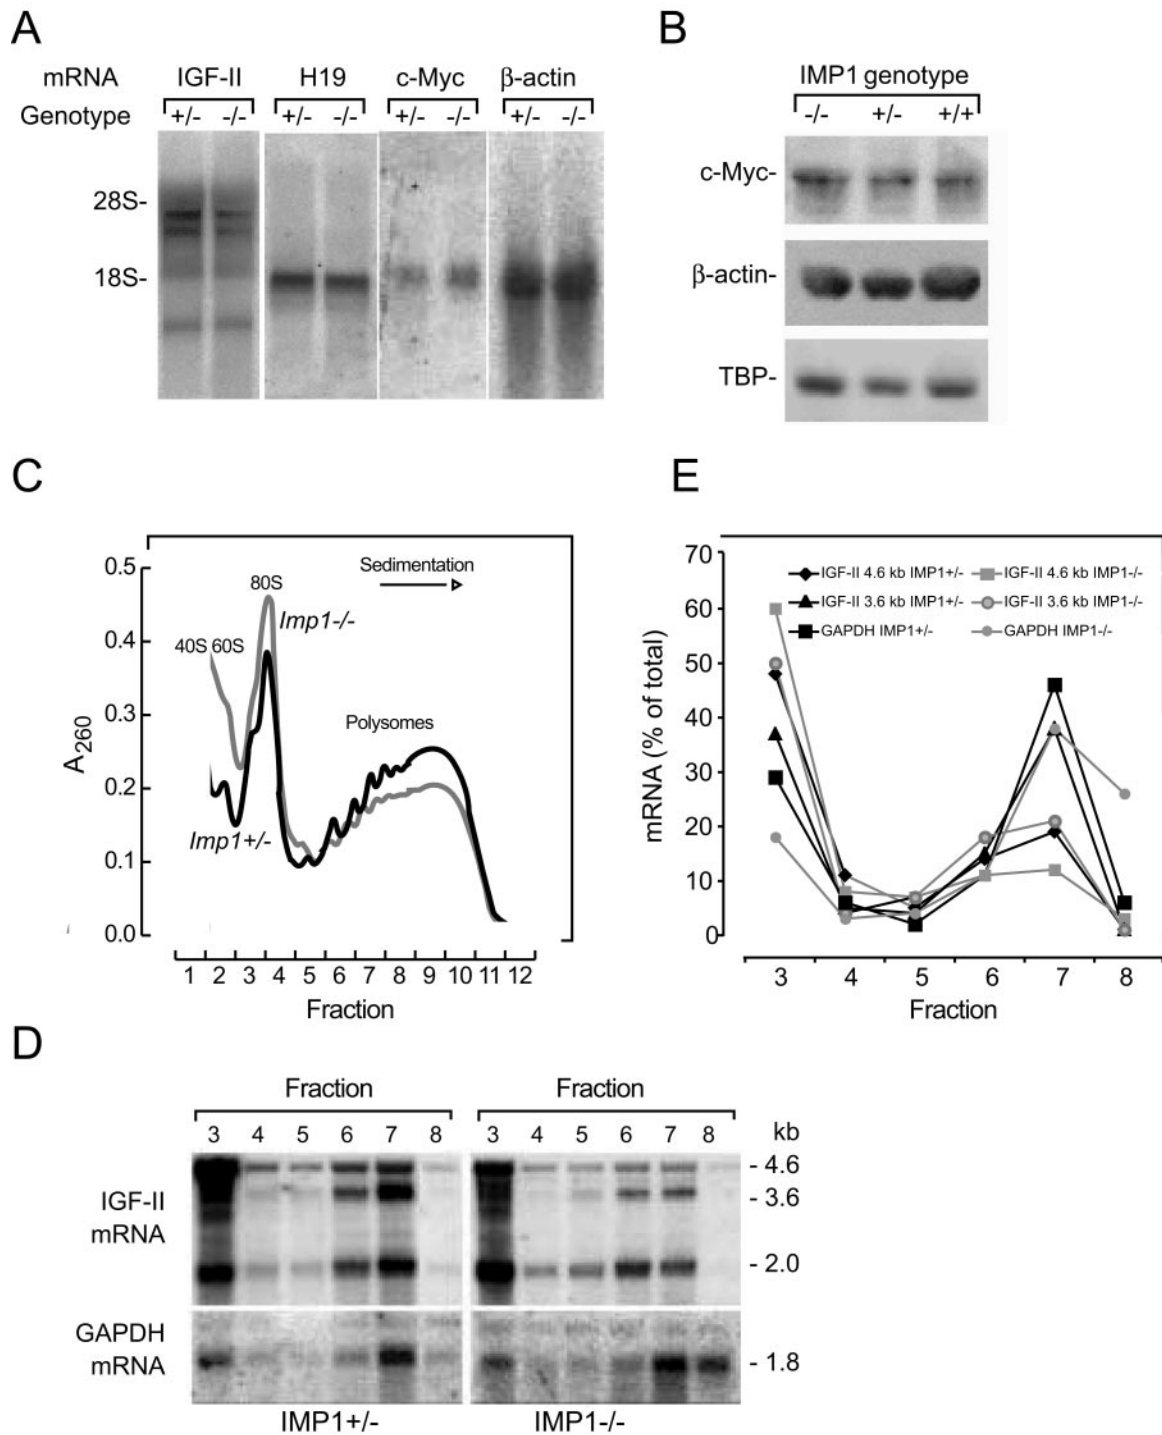 A
mRNA IGF-II H19 c-Myc β-actin
Genotype +/- -/- +/- -/- +/- -/- +/- -/-
28S-
18S-
B
IMP1 genotype
-/- +/- +/+
c-Myc-
β-actin-
TBP-
C
0.5
0.4
0.3
0.2
0.1
0.0
A260
Sedimentation
80S
40S 60S
Imp1-/-
Polysomes
Imp1+/-
1 2 3 4 5 6 7 8 9 10 11 12
Fraction
E
70
60
50
40
30
20
10
0
mRNA (% of total)
IGF-II 4.6 kb IMP1+/- IGF-II 4.6 kb IMP1-/-
IGF-II 3.6 kb IMP1+/- IGF-II 3.6 kb IMP1-/-
GAPDH IMP1+/- GAPDH IMP1-/-
3 4 5 6 7 8
Fraction
D
Fraction Fraction
3 4 5 6 7 8 3 4 5 6 7 8 kb
- 4.6
- 3.6
IGF-II
mRNA
- 2.0
GAPDH
mRNA
- 1.8
IMP1+/- IMP1-/-